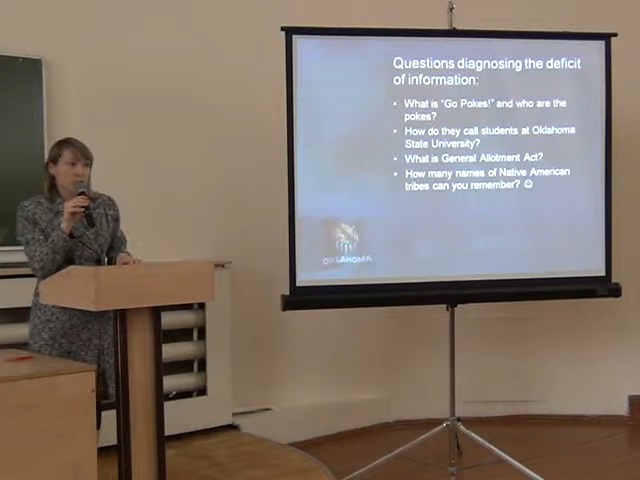 Questions diagnosing the deficit
of information:
• What is "Go Pokes!" and who are the
pokes?
• How do they call students at Oklahoma
State University?
• What is General Allotment Act?
• How many names of Native American
tribes can you remember? ☺
OKLAHOMA